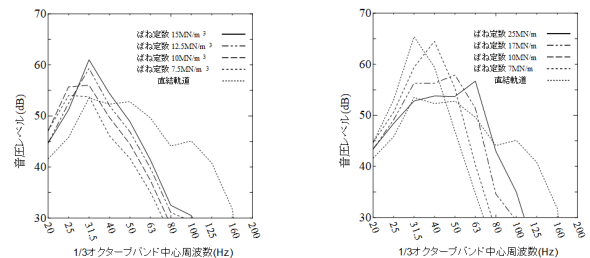 70
60
50
40
30
音圧レベル(dB)
ばね定数 15MN/m³
ばね定数 12.5MN/m³
ばね定数 10MN/m³
ばね定数 7.5MN/m³
直結軌道
20 25 31.5 40 50 63 80 100 125 160 200
1/3オクターブバンド中心周波数(Hz)
70
60
50
40
30
音圧レベル(dB)
ばね定数 25MN/m
ばね定数 17MN/m
ばね定数 10MN/m
ばね定数 7MN/m
直結軌道
20 25 31.5 40 50 63 80 100 125 160 200
1/3オクターブバンド中心周波数(Hz)